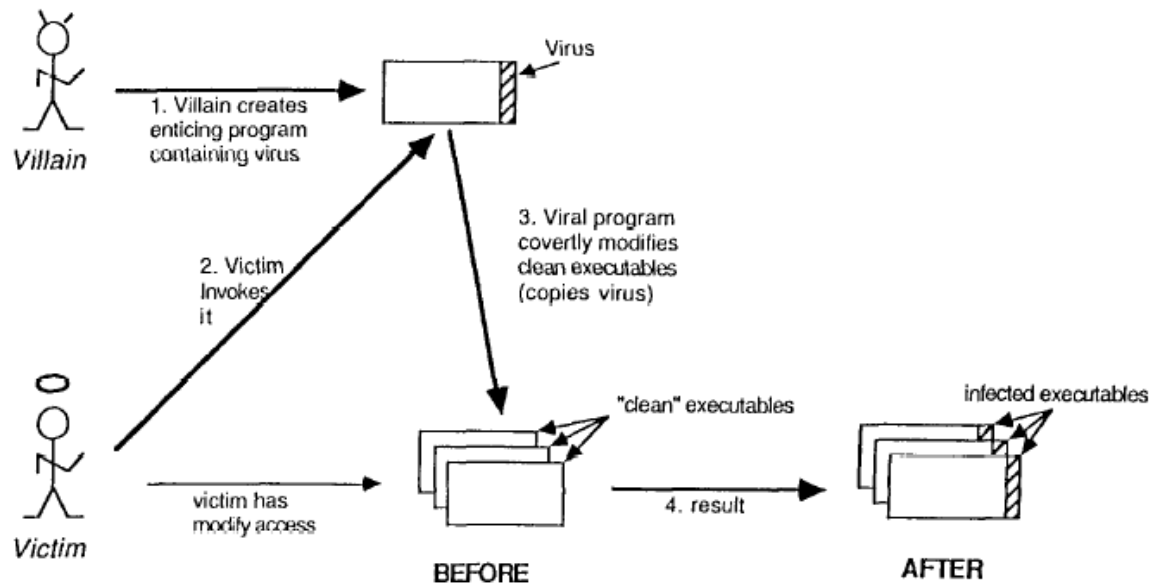 Virus
1. Villain creates
enticing program
containing virus
Villain
3. Viral program
covertly modifies
clean executables
(copies virus)
2. Victim
Invokes
it
"clean" executables
infected executables
victim has
modify access
4. result
Victim
BEFORE
AFTER